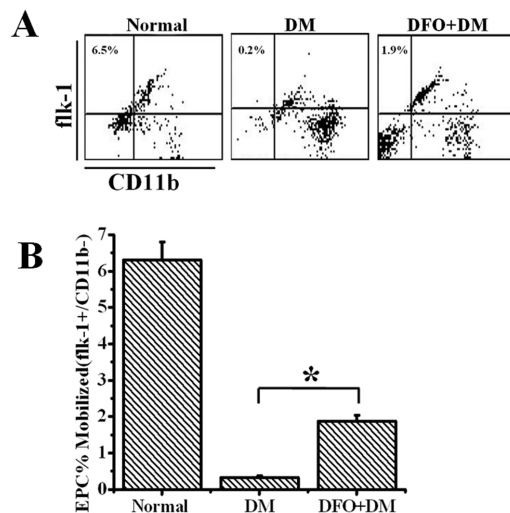 A
Normal
DM
DFO+DM
flk-1
6.5%
0.2%
1.9%
CD11b
B
EPC% Mobilized(flk-1+/CD11b-)
7
6
5
4
3
2
1
0
*
Normal
DM
DFO+DM